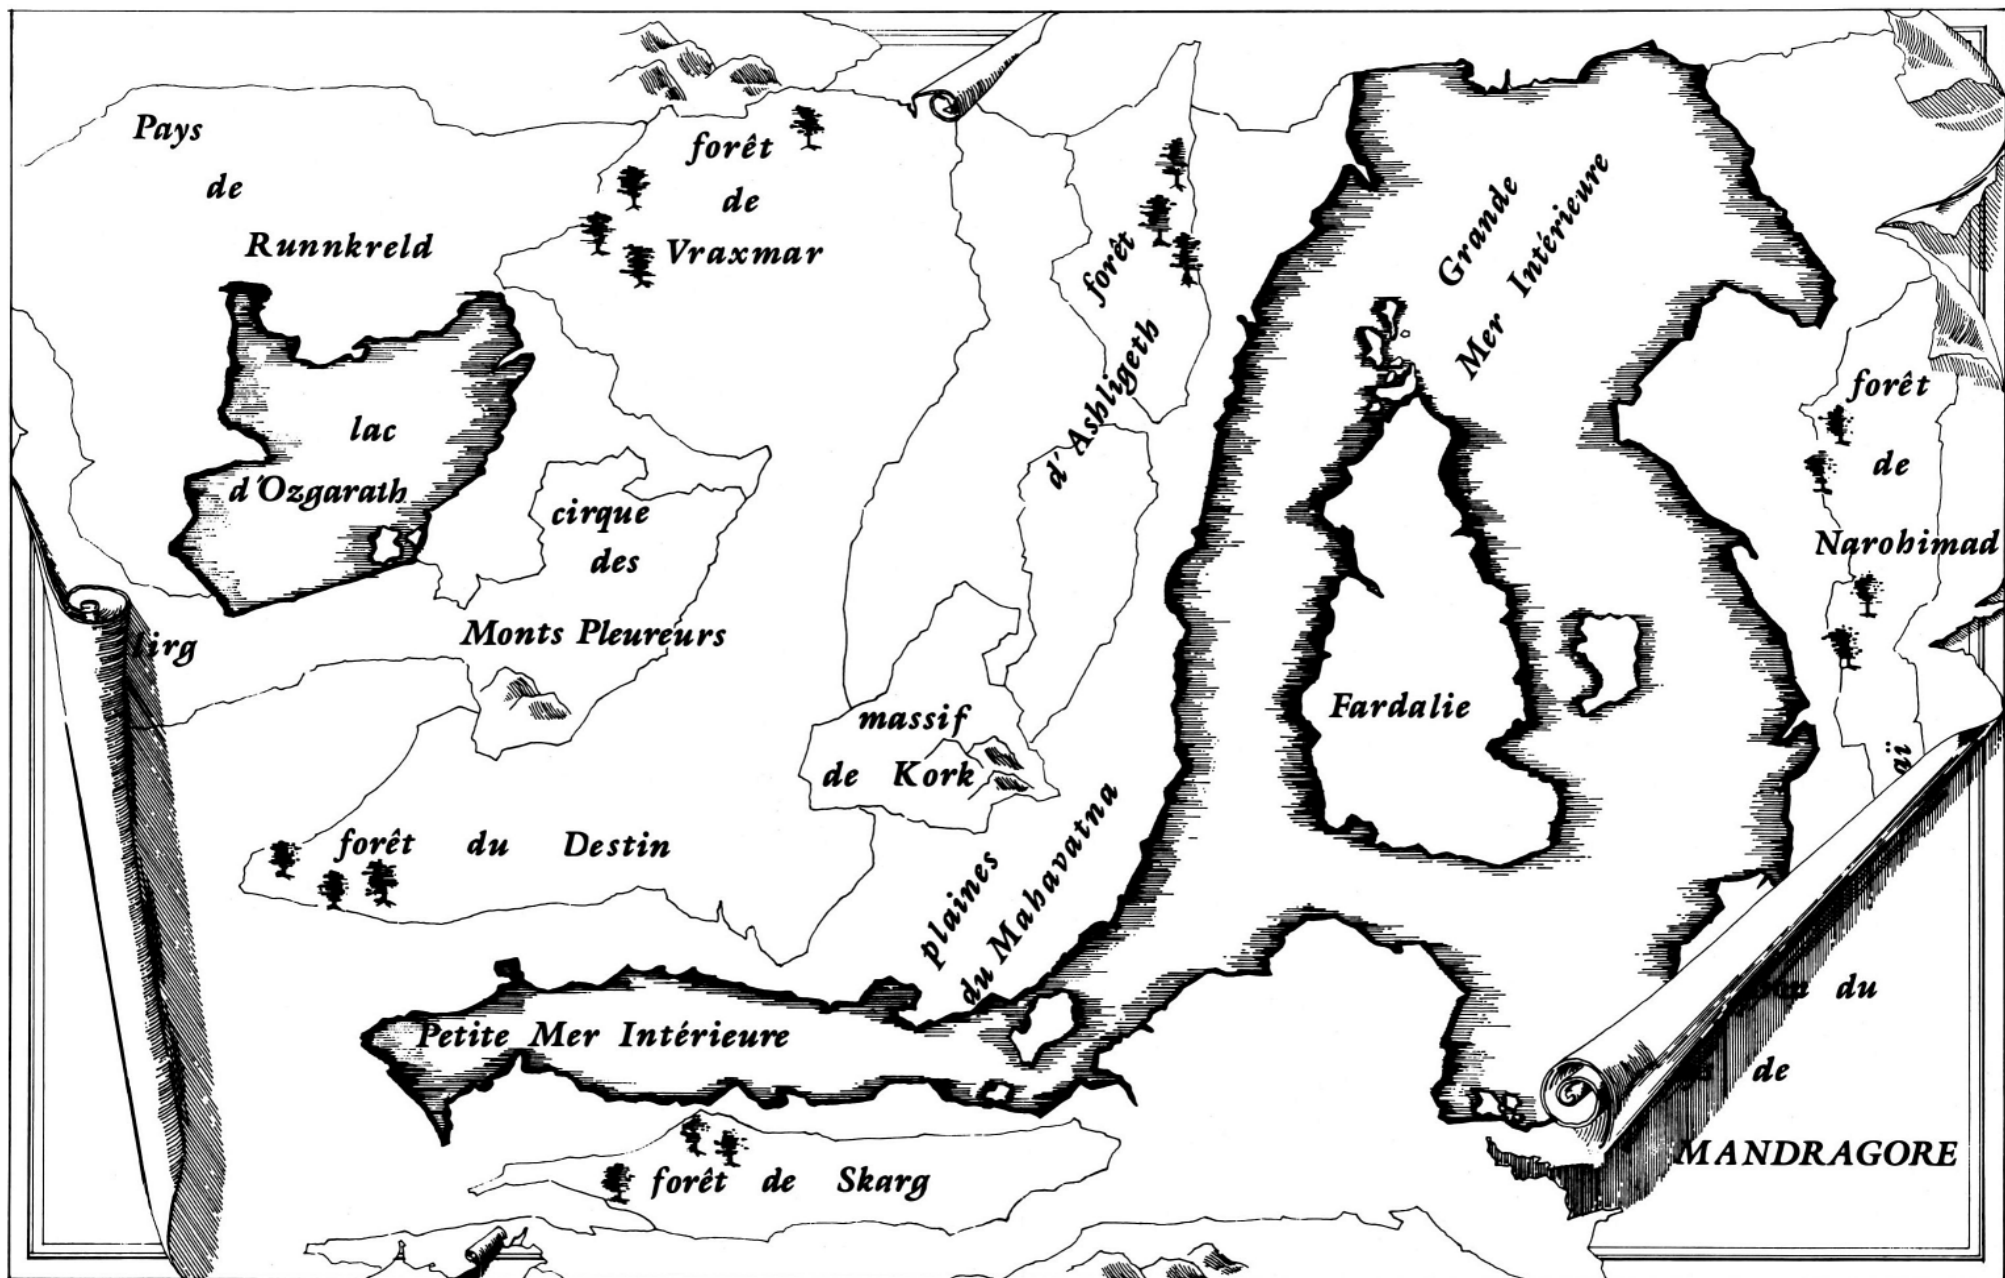 Pays
de
Runnkreld
forêt
de
Vraxmar
forêt
d'Ashligeth
Grande
Mer Intérieure
lac
d'Ozgarath
cirque
des
Monts Pleureurs
forêt
de
Narohimad
lirg
massif
de Kork
Fardalie
aï
forêt du Destin
plaines
du Mahavatna
Petite Mer Intérieure
du
de
MANDRAGORE
forêt de Skarg